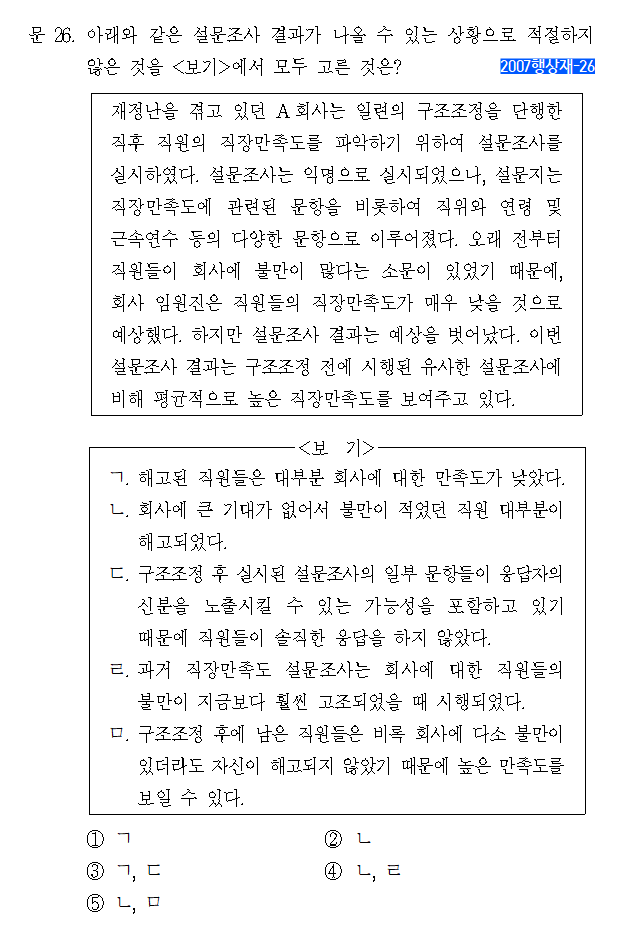 문 26. 아래와 같은 설문조사 결과가 나올 수 있는 상황으로 적절하지
않은 것을 <보기>에서 모두 고른 것은?
2007행상재-26
재정난을 겪고 있던 A회사는 일련의 구조조정을 단행한
직후 직원의 직장만족도를 파악하기 위하여 설문조사를
실시하였다. 설문조사는 익명으로 실시되었으나, 설문지는
직장만족도에 관련된 문항을 비롯하여 직위와 연령 및
근속연수 등의 다양한 문항으로 이루어졌다. 오래 전부터
직원들이 회사에 불만이 많다는 소문이 있었기 때문에,
회사 임원진은 직원들의 직장만족도가 매우 낮을 것으로
예상했다. 하지만 설문조사 결과는 예상을 벗어났다. 이번
설문조사 결과는 구조조정 전에 시행된 유사한 설문조사에
비해 평균적으로 높은 직장만족도를 보여주고 있다.
<보 기>
ㄱ. 해고된 직원들은 대부분 회사에 대한 만족도가 낮았다.
ㄴ. 회사에 큰 기대가 없어서 불만이 적었던 직원 대부분이
해고되었다.
ㄷ. 구조조정 후 실시된 설문조사의 일부 문항들이 응답자의
신분을 노출시킬 수 있는 가능성을 포함하고 있기
때문에 직원들이 솔직한 응답을 하지 않았다.
ㄹ. 과거 직장만족도 설문조사는 회사에 대한 직원들의
불만이 지금보다 훨씬 고조되었을 때 시행되었다.
ㅁ. 구조조정 후에 남은 직원들은 비록 회사에 다소 불만이
있더라도 자신이 해고되지 않았기 때문에 높은 만족도를
보일 수 있다.
① ㄱ ② ㄴ
③ ㄱ, ㄷ ④ ㄴ, ㄹ
⑤ ㄴ, ㅁ